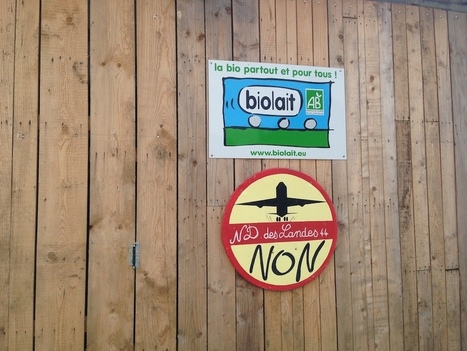 la bio partout et pour tous !
biolait
AB
www.biolait.eu
ND des Landes 44
NON